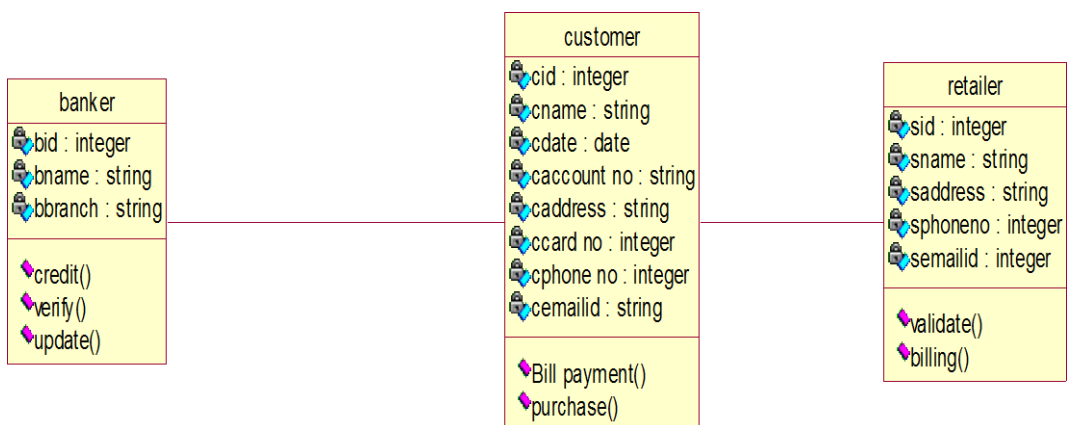 banker
bid : integer
bname : string
bbranch : string
credit()
verify()
update()
customer
cid : integer
cname : string
cdate : date
caccount no : string
caddress : string
ccard no : integer
cphone no : integer
cemailid : string
Bill payment()
purchase()
retailer
sid : integer
sname : string
saddress : string
sphoneno : integer
semailid : integer
validate()
billing()